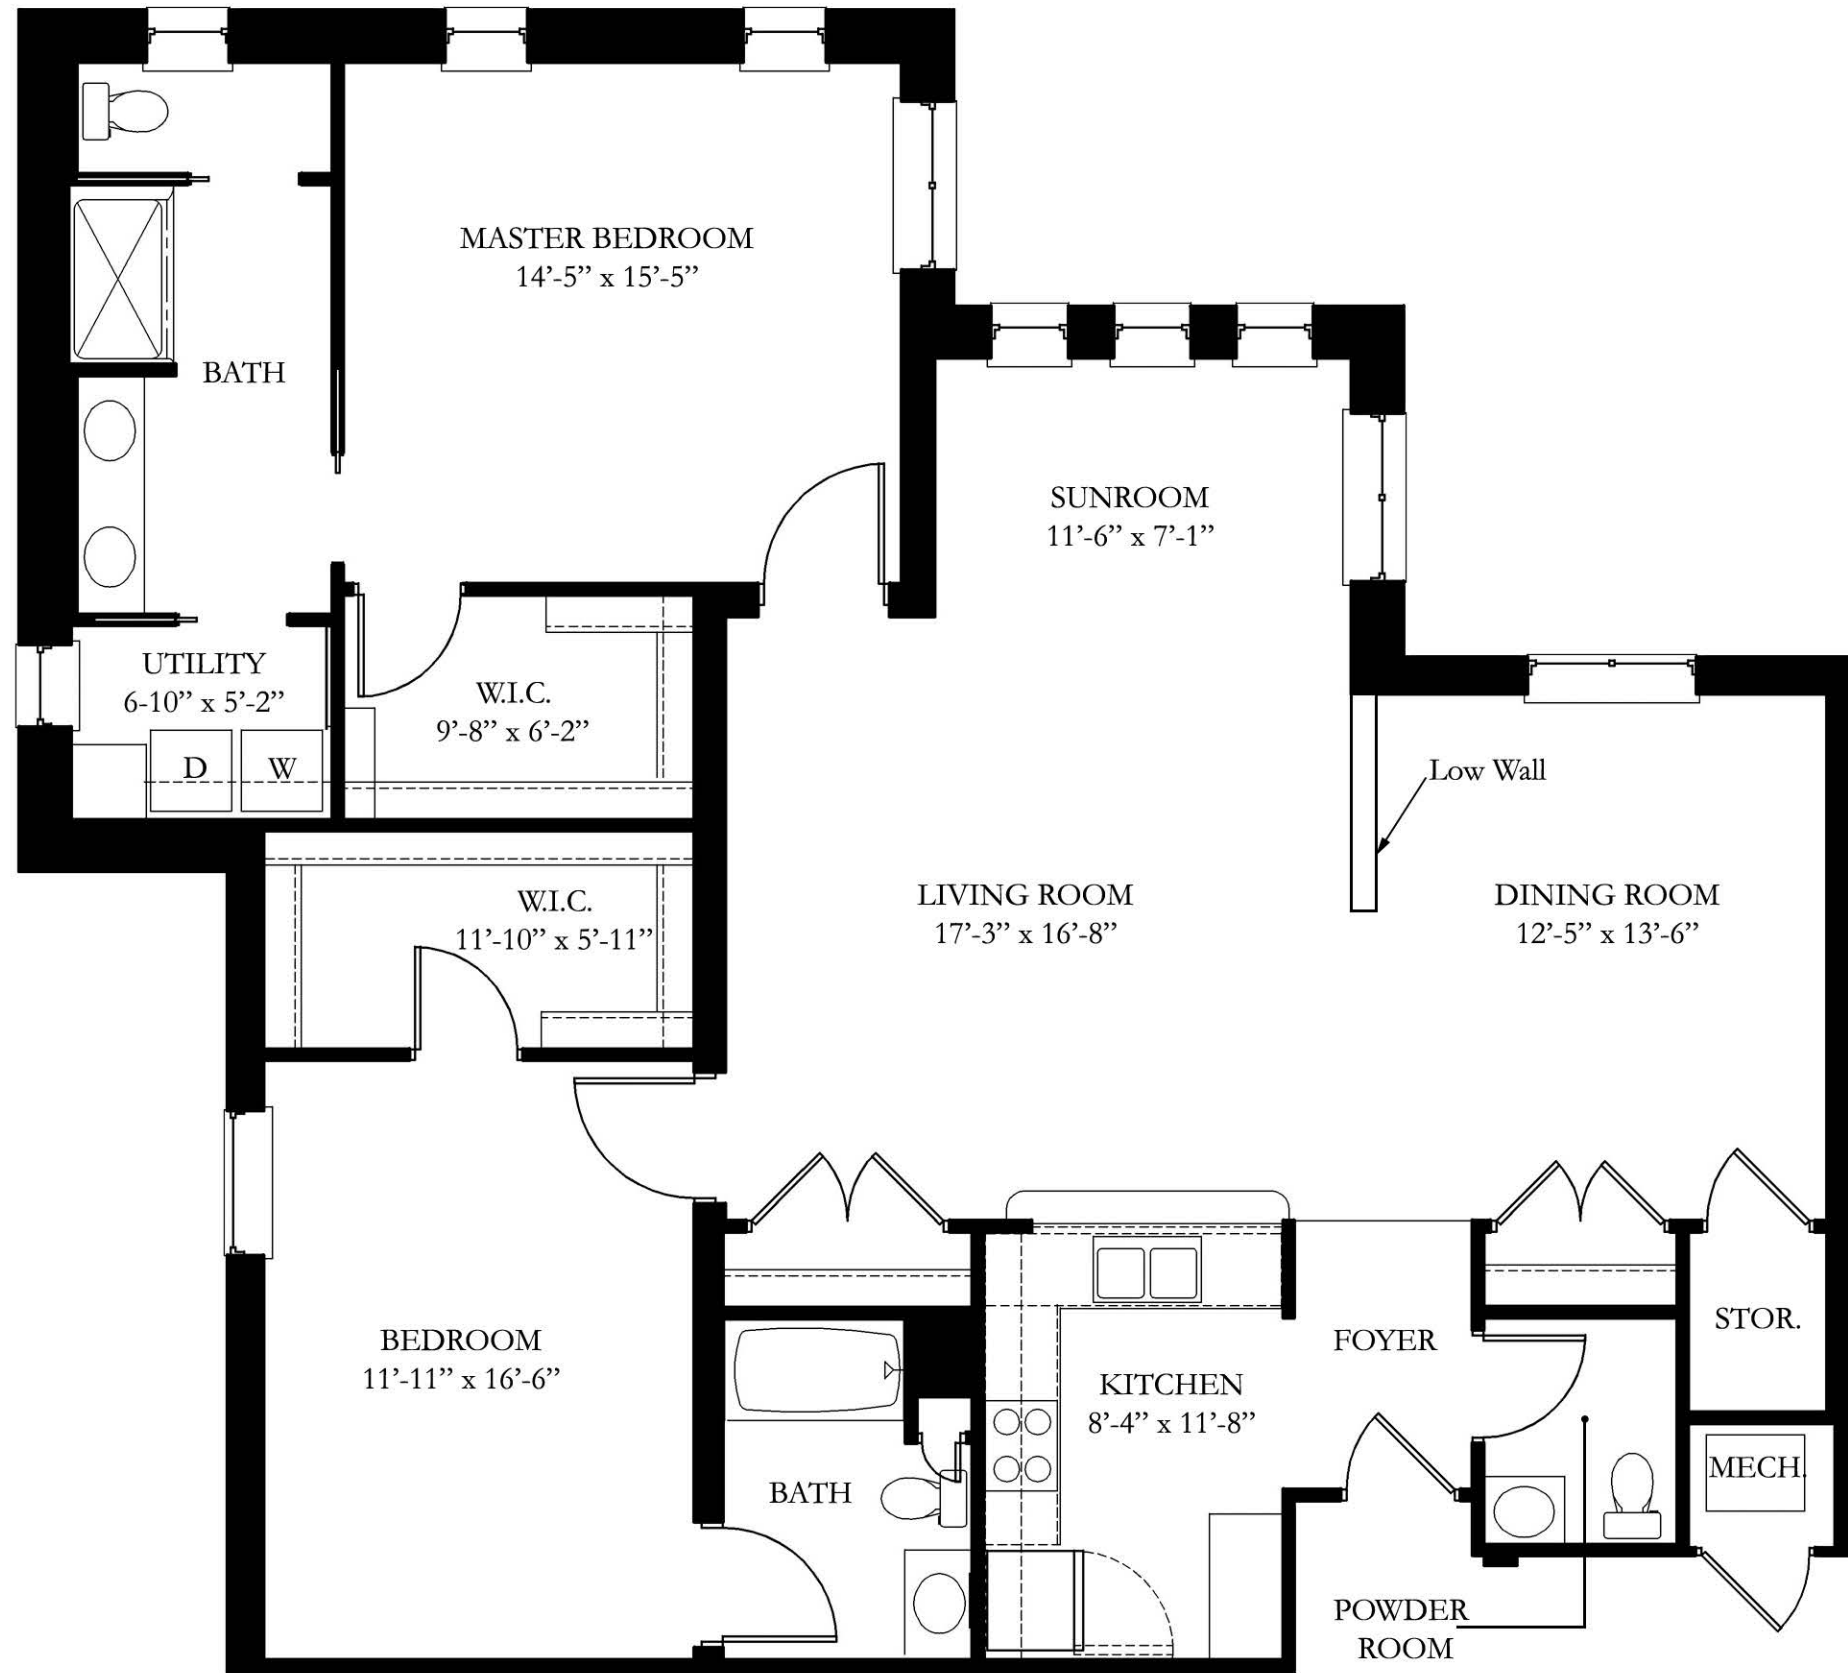 MASTER BEDROOM
14'-5” x 15'-5”
BATH
SUNROOM
11’-6” x 7’-1”
UTILITY
6-10” x 5’-2”
D
W
W.I.C.
9’-8” x 6’-2”
Low Wall
W.I.C.
11’-10” x 5’-11”
LIVING ROOM
17’-3” x 16’-8”
DINING ROOM
12’-5” x 13’-6”
BEDROOM
11’-11” x 16’-6”
BATH
KITCHEN
8’-4” x 11’-8”
FOYER
STOR.
MECH.
POWDER
ROOM